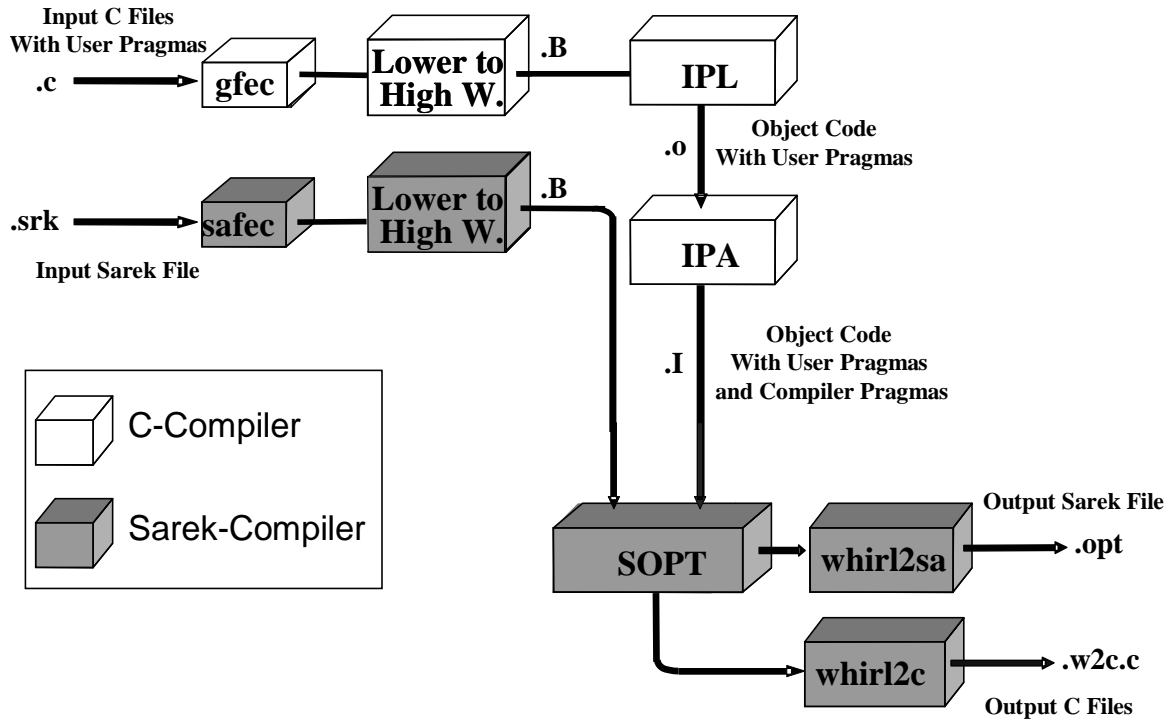 Input C Files
With User Pragmas
.c
gfec
Lower to
High W.
.B
IPL
.o
Object Code
With User Pragmas
.srk
safec
Lower to
High W.
.B
Input Sarek File
IPA
.I
Object Code
With User Pragmas
and Compiler Pragmas
C-Compiler
Sarek-Compiler
SOPT
whirl2sa
Output Sarek File
.opt
whirl2c
.w2c.c
Output C Files